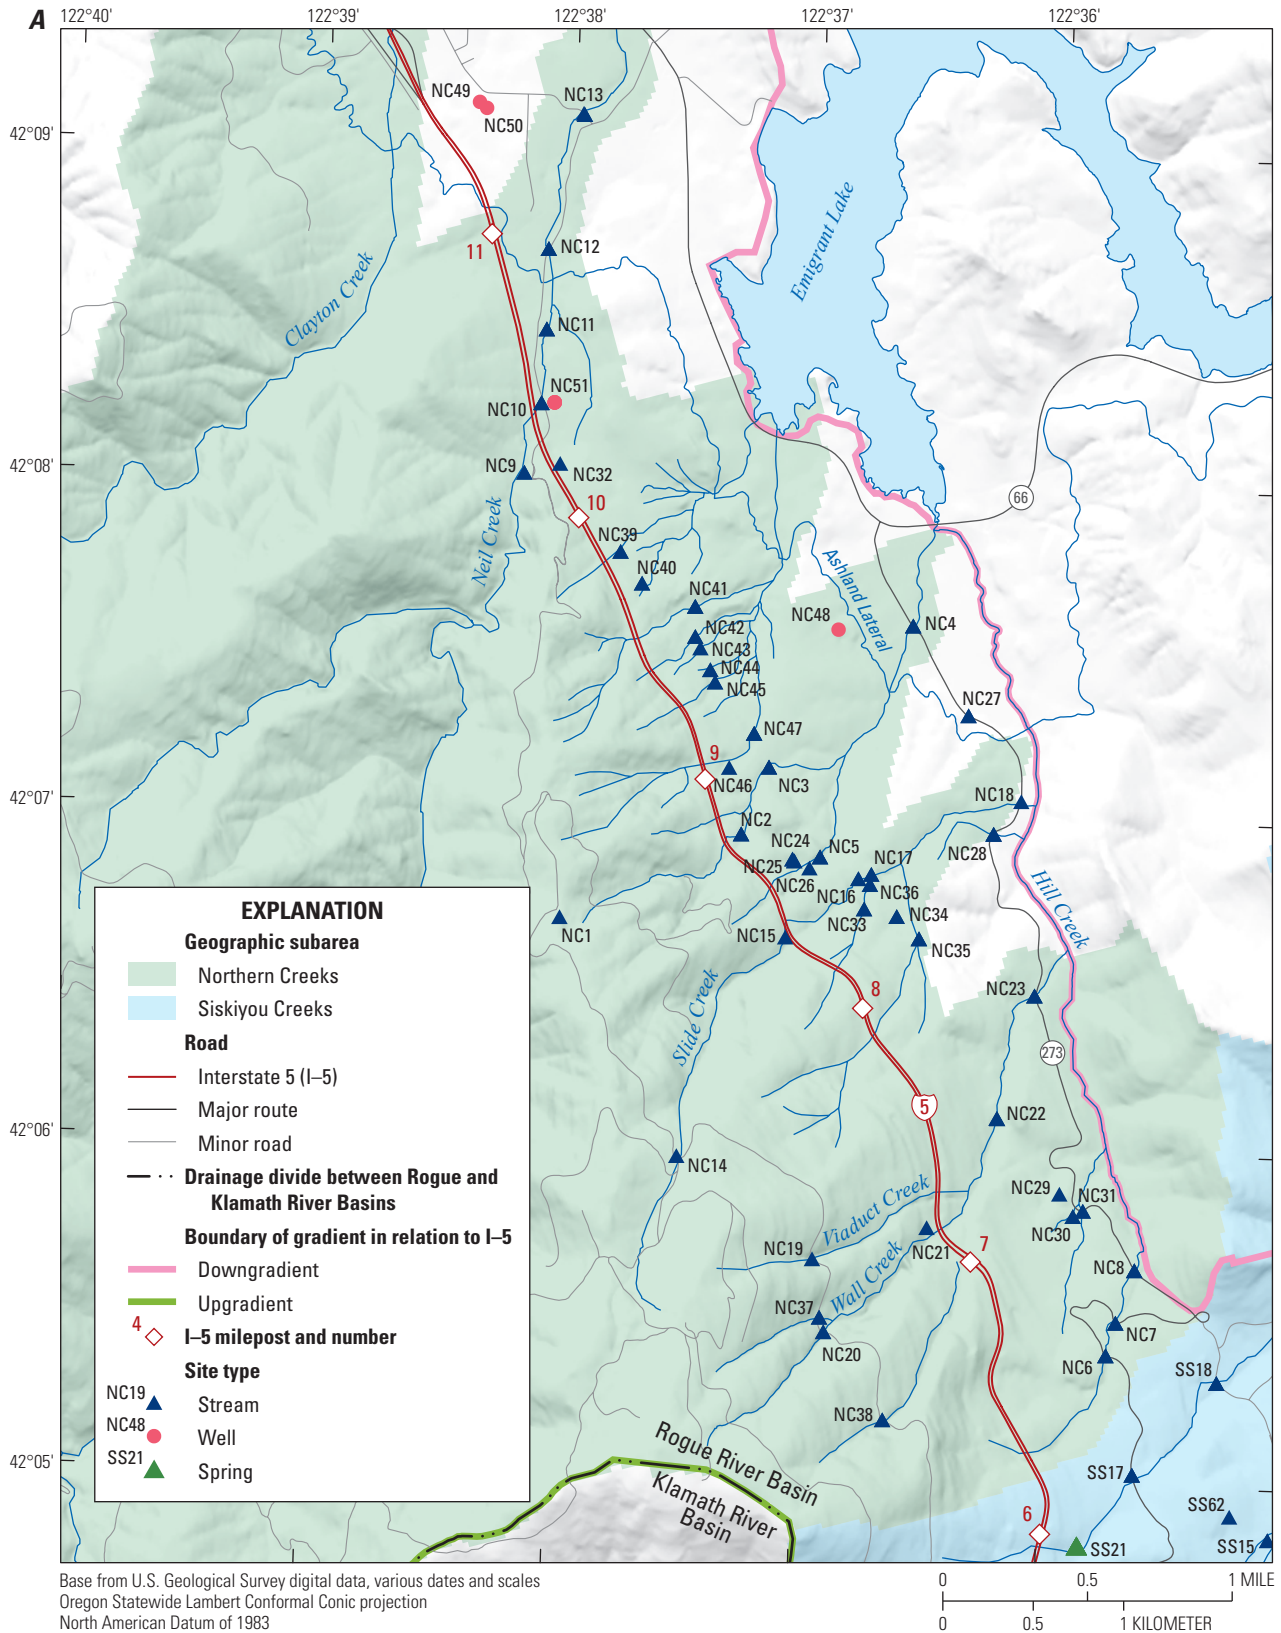 A
122°40'
122°39'
122°38'
122°37'
122°36'
42°09'
42°08'
42°07'
42°06'
42°05'
NC49
NC50
NC13
11
NC12
Emigrant Lake
Clayton Creek
NC11
NC51
NC10
NC9
NC32
66
10
Neil Creek
NC39
NC40
Ashland Lateral
NC41
NC48
NC4
NC42
NC43
NC44
NC45
NC27
NC47
9
NC46
NC3
NC18
NC2
NC24
NC5
NC28
NC25
NC17
NC26
NC16
NC36
Hill Creek
NC1
NC15
NC33
NC34
NC35
8
NC23
Slide Creek
273
5
NC22
NC14
NC29
NC31
NC30
Viaduct Creek
NC19
NC21
7
Wall Creek
NC8
NC37
NC7
NC20
NC6
SS18
NC38
Rogue River Basin
Klamath River
Basin
SS17
6
SS62
SS21
SS15
EXPLANATION
Geographic subarea
Northern Creeks
Siskiyou Creeks
Road
Interstate 5 (I–5)
Major route
Minor road
Drainage divide between Rogue and
Klamath River Basins
Boundary of gradient in relation to I–5
Downgradient
Upgradient
4
I–5 milepost and number
Site type
NC19
Stream
NC48
Well
SS21
Spring
Base from U.S. Geological Survey digital data, various dates and scales
Oregon Statewide Lambert Conformal Conic projection
North American Datum of 1983
0 0.5 1 MILE
0 0.5 1 KILOMETER